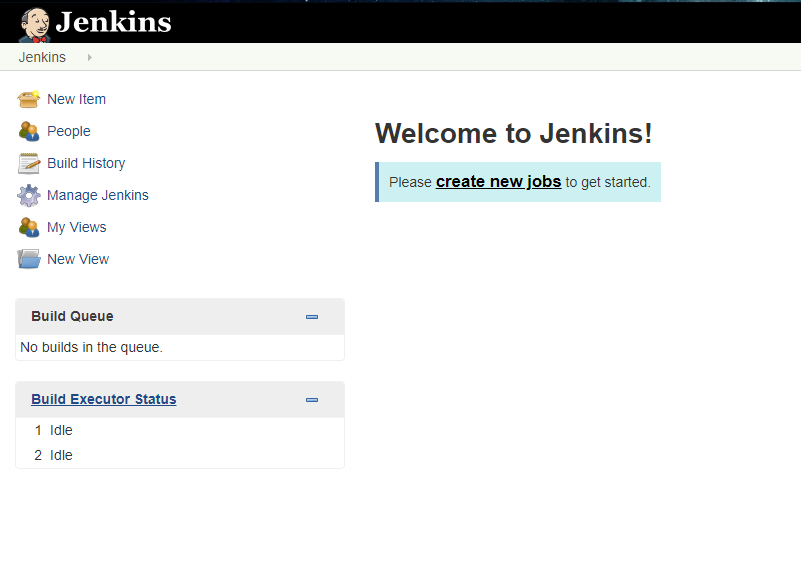 Jenkins
Jenkins
New Item
People
Build History
Manage Jenkins
My Views
New View
Build Queue
No builds in the queue.
Build Executor Status
1 Idle
2 Idle
Welcome to Jenkins!
Please create new jobs to get started.